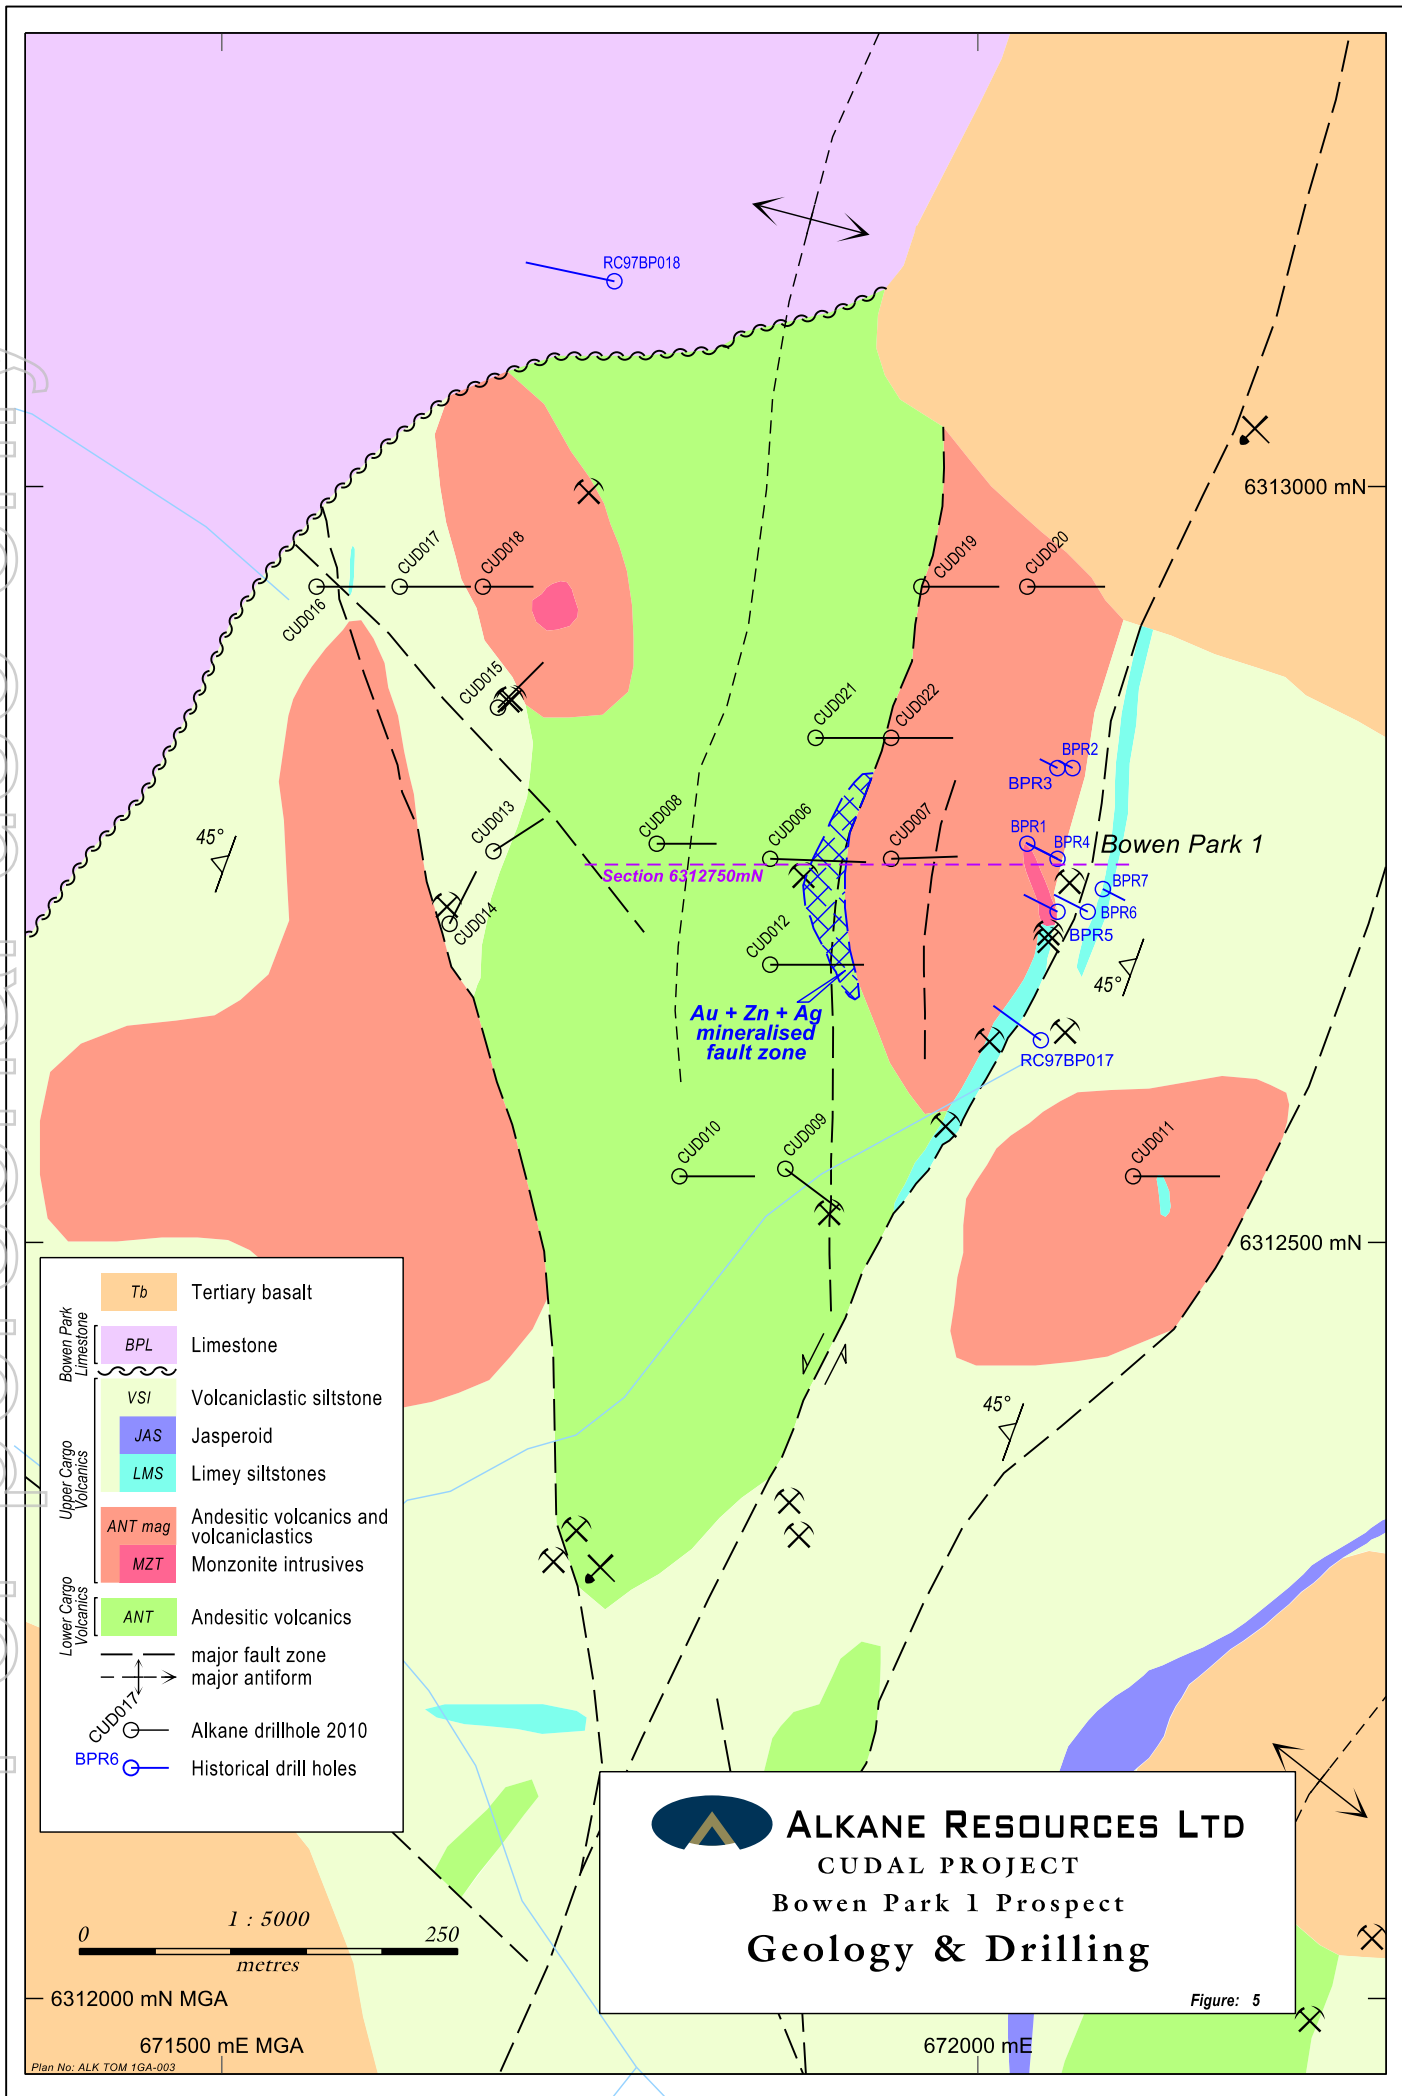 RC97BP018
6313000 mN
CUD017
CUD018
CUD019
CUD020
CUD016
CUD015
CUD021
CUD022
BPR2
BPR3
45°
CUD013
CUD008
CUD006
CUD007
BPR1
BPR4
Bowen Park 1
Section 6312750mN
BPR7
BPR6
BPR5
CUD014
CUD012
45°
Au + Zn + Ag
mineralised
fault zone
RC97BP017
CUD010
CUD009
CUD011
6312500 mN
45°
Bowen Park
Limestone
Upper Cargo
Volcanics
Lower Cargo
Volcanics
Tb Tertiary basalt
BPL Limestone
VSI Volcaniclastic siltstone
JAS Jasperoid
LMS Limey siltstones
ANT mag Andesitic volcanics and
volcaniclastics
MZT Monzonite intrusives
ANT Andesitic volcanics
major fault zone
major antiform
CUD017 Alkane drillhole 2010
BPR6 Historical drill holes
ALKANE RESOURCES LTD
CUDAL PROJECT
Bowen Park 1 Prospect
Geology & Drilling
Figure: 5
1 : 5000
0 250
metres
6312000 mN MGA
671500 mE MGA
672000 mE
Plan No: ALK TOM 1GA-003